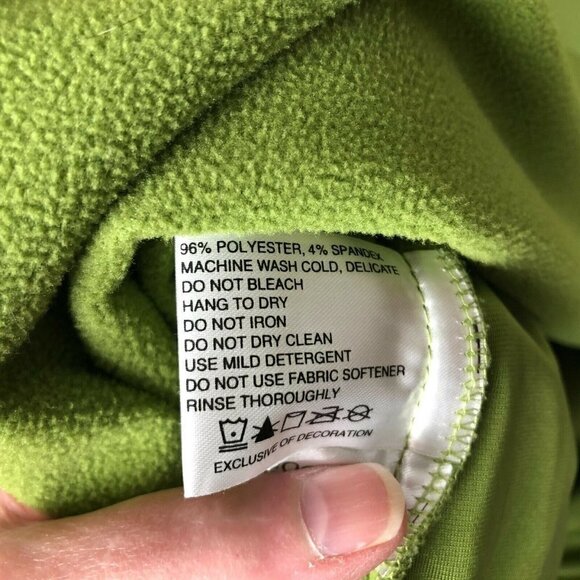 96% POLYESTER, 4% SPANDEX
MACHINE WASH COLD, DELICATE
DO NOT BLEACH
HANG TO DRY
DO NOT IRON
DO NOT DRY CLEAN
USE MILD DETERGENT
DO NOT USE FABRIC SOFTENER
RINSE THOROUGHLY
EXCLUSIVE OF DECORATION